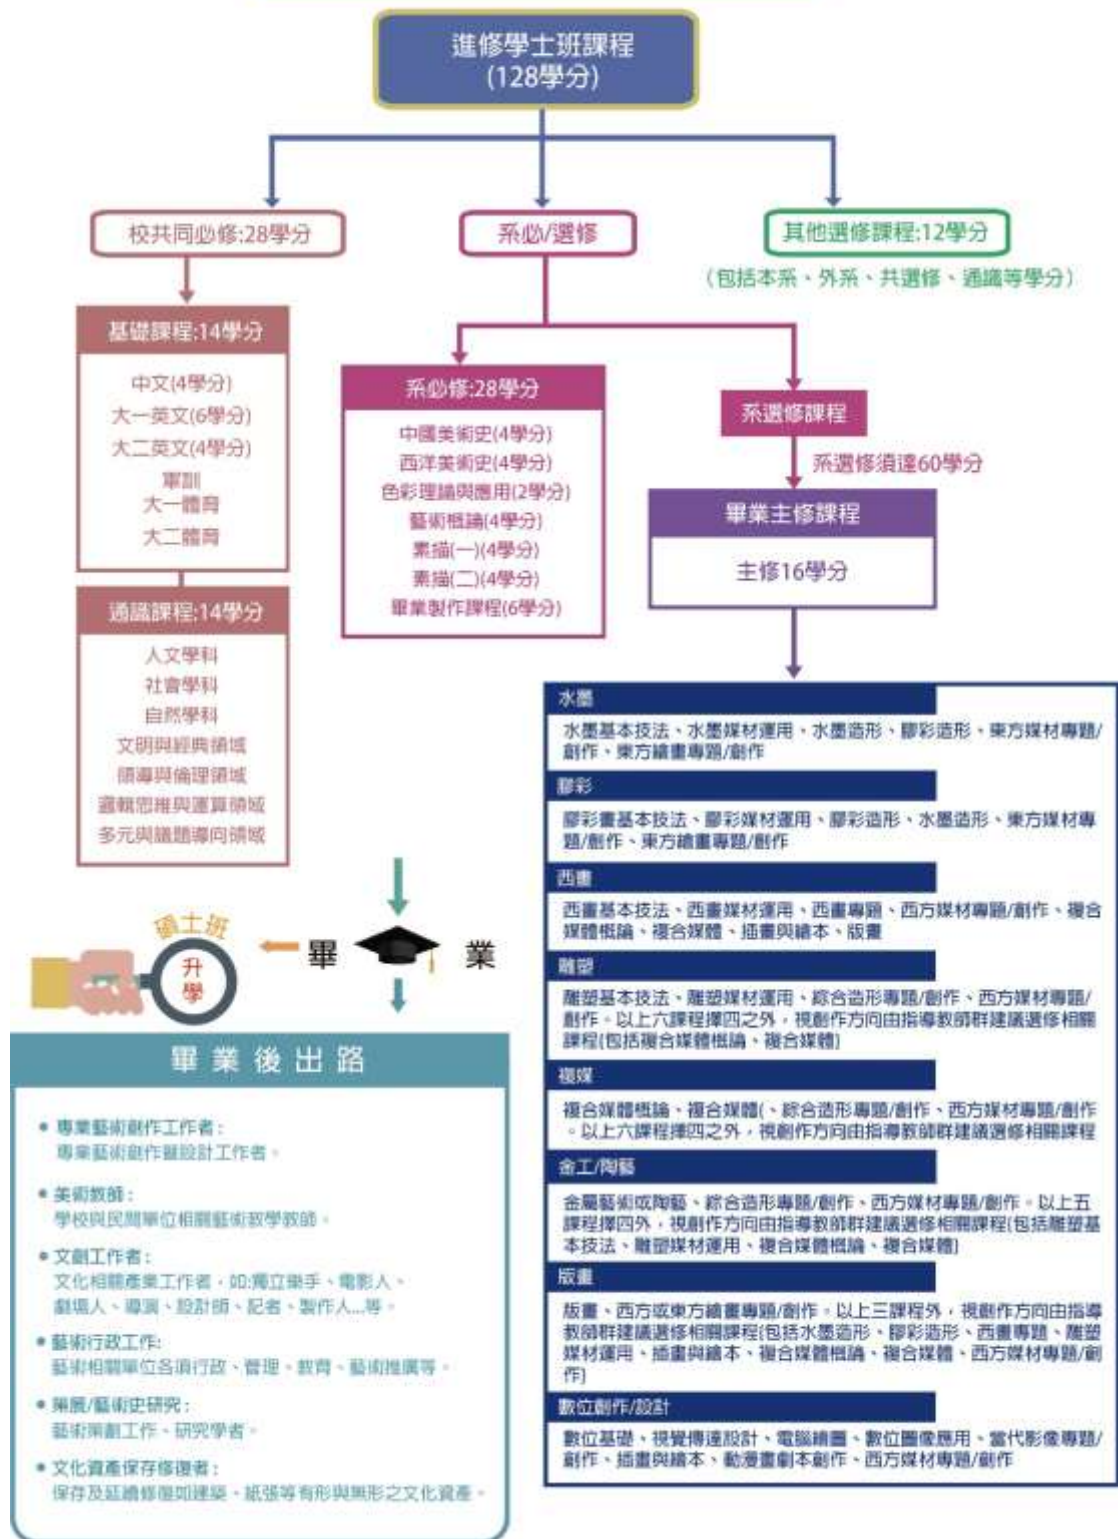 進修學士班課程
(128學分)
校共同必修:28學分
系必/選修
其他選修課程:12學分
(包括本系、外系、共選修、通識等學分)
基礎課程:14學分
中文(4學分)
大一英文(6學分)
大二英文(4學分)
軍訓
大一體育
大二體育
通識課程:14學分
人文學科
社會學科
自然學科
文明與經典領域
領導與倫理領域
邏輯思維與運算領域
多元與議題導向領域
系必修:28學分
中國美術史(4學分)
西洋美術史(4學分)
色彩理論與應用(2學分)
藝術概論(4學分)
素描(一)(4學分)
素描(二)(4學分)
畢業製作課程(6學分)
系選修課程
系選修須達60學分
畢業主修課程
主修16學分
水墨
水墨基本技法、水墨媒材運用、水墨造形、膠彩造形、東方媒材專題/
創作、東方繪畫專題/創作
膠彩
膠彩畫基本技法、膠彩媒材運用、膠彩造形、水墨造形、東方媒材專
題/創作、東方繪畫專題/創作
西畫
西畫基本技法、西畫媒材運用、西畫專題、西方媒材專題/創作、複合
媒體概論、複合媒體、插畫與繪本、版畫
雕塑
雕塑基本技法、雕塑媒材運用、綜合造形專題/創作、西方媒材專題/
創作。以上六課程擇四之外，視創作方向由指導教師群建議選修相關
課程(包括複合媒體概論、複合媒體)
複媒
複合媒體概論、複合媒體(、綜合造形專題/創作、西方媒材專題/創作
。以上六課程擇四之外，視創作方向由指導教師群建議選修相關課程
金工/陶藝
金屬藝術或陶藝、綜合造形專題/創作、西方媒材專題/創作。以上五
課程擇四外，視創作方向由指導教師群建議選修相關課程(包括雕塑基
本技法、雕塑媒材運用、複合媒體概論、複合媒體)
版畫
版畫、西方或東方繪畫專題/創作。以上三課程外，視創作方向由指導
教師群建議選修相關課程(包括水墨造形、膠彩造形、西畫專題、雕塑
媒材運用、插畫與繪本、複合媒體概論、複合媒體、西方媒材專題/創
作)
數位創作/設計
數位基礎、視覺傳達設計、電腦繪圖、數位圖像應用、當代影像專題/
創作、插畫與繪本、動漫畫劇本創作、西方媒材專題/創作
碩士班
升
學
畢 業
畢業後出路
專業藝術創作工作者:
專業藝術創作暨設計工作者。
美術教師:
學校與民間單位相關藝術教學教師。
文創工作者:
文化相關產業工作者，如:獨立樂手、電影人、
劇場人、導演、設計師、記者、製作人...等。
藝術行政工作:
藝術相關單位各項行政、管理、教育、藝術推廣等。
策展/藝術史研究:
藝術策劃工作、研究學者。
文化資產保存修復者:
保存及延續修復如建築、紙張等有形與無形之文化資產。